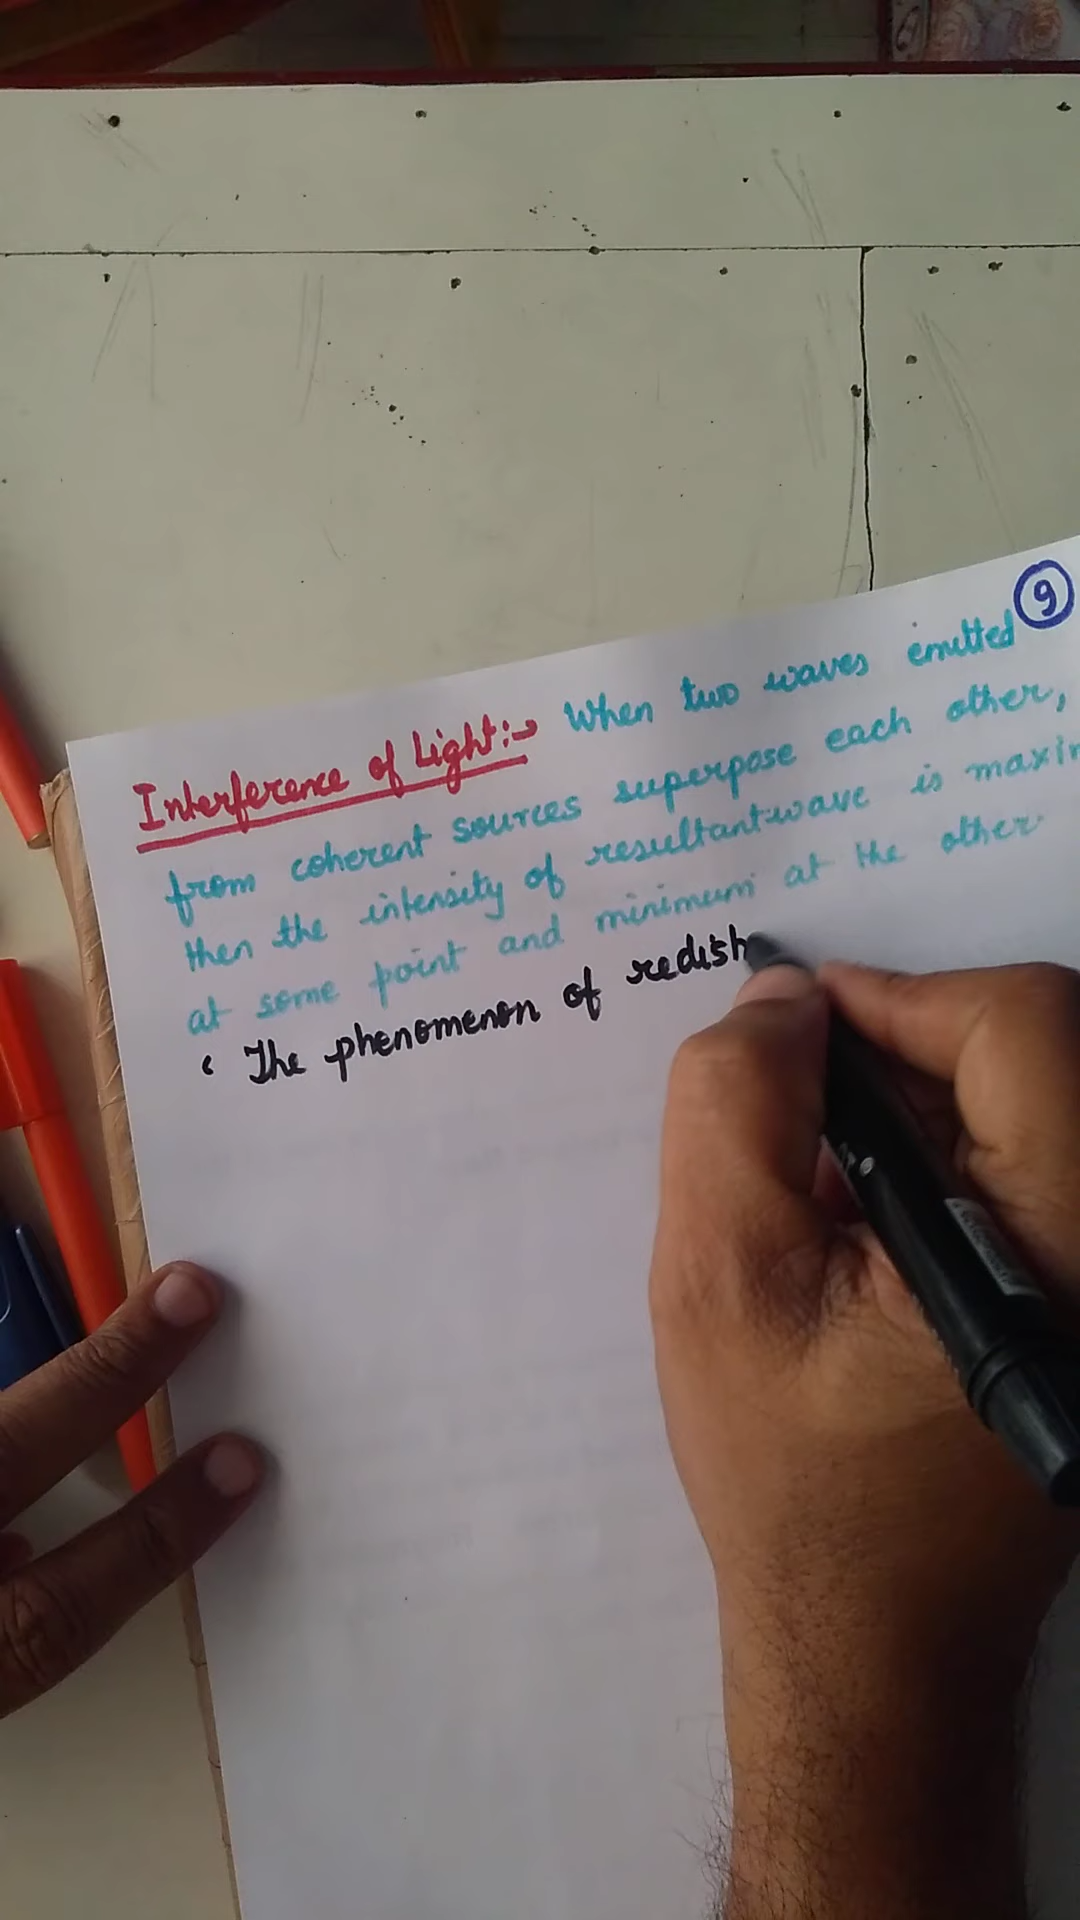 9
Interference of Light:→ When two waves emitted
from coherent sources superpose each other,
then the intensity of resultant wave is maxim
at some point and minimum at the other
" The phenomenon of redish